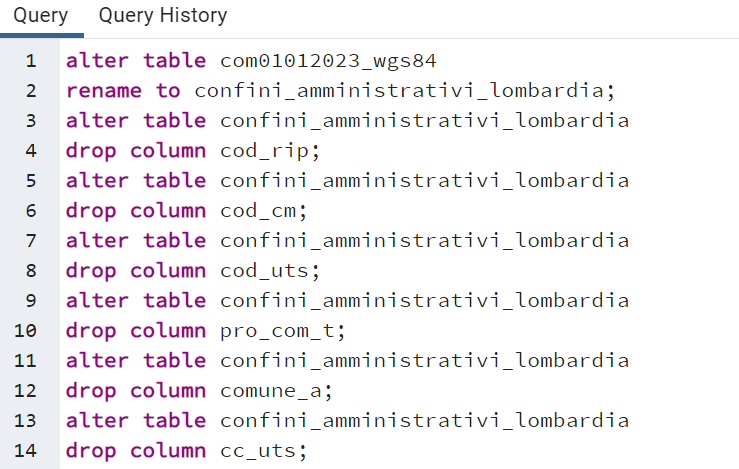 Query Query History
1 alter table com01012023_wgs84
2 rename to confini_amministrativi_lombardia;
3 alter table confini_amministrativi_lombardia
4 drop column cod_rip;
5 alter table confini_amministrativi_lombardia
6 drop column cod_cm;
7 alter table confini_amministrativi_lombardia
8 drop column cod_uts;
9 alter table confini_amministrativi_lombardia
10 drop column pro_com_t;
11 alter table confini_amministrativi_lombardia
12 drop column comune_a;
13 alter table confini_amministrativi_lombardia
14 drop column cc_uts;